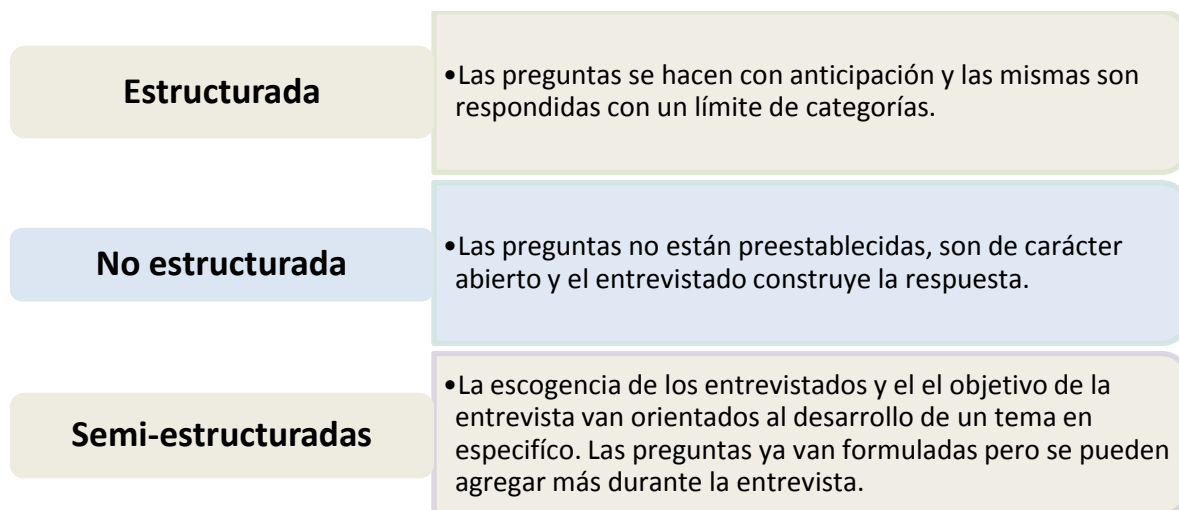 Estructurada
•Las preguntas se hacen con anticipación y las mismas son
respondidas con un límite de categorías.
No estructurada
•Las preguntas no están preestablecidas, son de carácter
abierto y el entrevistado construye la respuesta.
Semi-estructuradas
•La escogencia de los entrevistados y el el objetivo de la
entrevista van orientados al desarrollo de un tema en
especifíco. Las preguntas ya van formuladas pero se pueden
agregar más durante la entrevista.